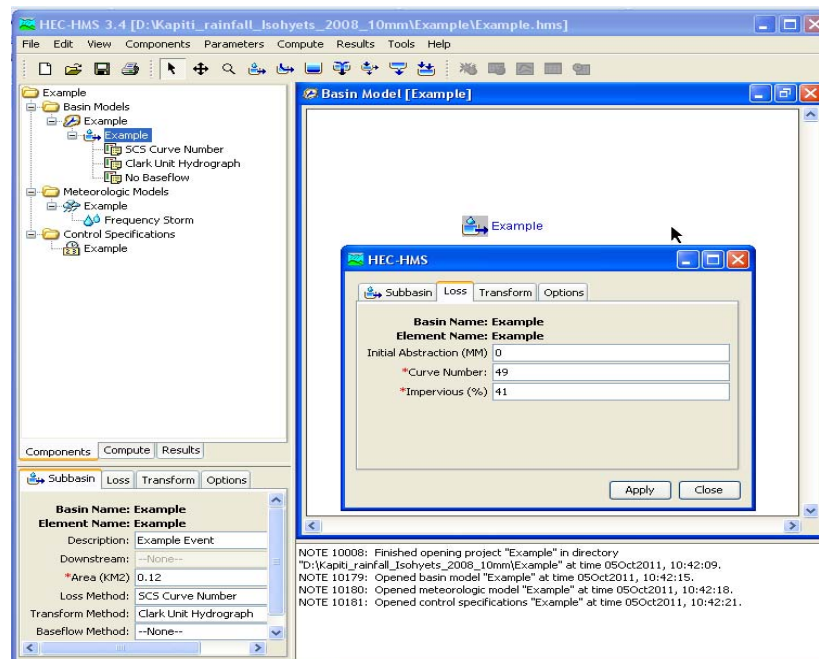 HEC-HMS 3.4 [D:\Kapiti_rainfall_Isohyets_2008_10mm\Example\Example.hms]
File Edit View Components Parameters Compute Results Tools Help
Example
Basin Models
Example
Example
SCS Curve Number
Clark Unit Hydrograph
No Baseflow
Meteorologic Models
Example
Frequency Storm
Control Specifications
Example
Components Compute Results
Subbasin Loss Transform Options
Basin Name: Example
Element Name: Example
Description: Example Event
Downstream: --None--
*Area (KM2) 0.12
Loss Method: SCS Curve Number
Transform Method: Clark Unit Hydrograph
Baseflow Method: --None--
Basin Model [Example]
Example
HEC-HMS
Subbasin Loss Transform Options
Basin Name: Example
Element Name: Example
Initial Abstraction (MM) 0
*Curve Number: 49
*Impervious (%) 41
Apply Close
NOTE 10008: Finished opening project "Example" in directory
"D:\Kapiti_rainfall_Isohyets_2008_10mm\Example" at time 05Oct2011, 10:42:09.
NOTE 10179: Opened basin model "Example" at time 05Oct2011, 10:42:15.
NOTE 10180: Opened meteorologic model "Example" at time 05Oct2011, 10:42:18.
NOTE 10181: Opened control specifications "Example" at time 05Oct2011, 10:42:21.